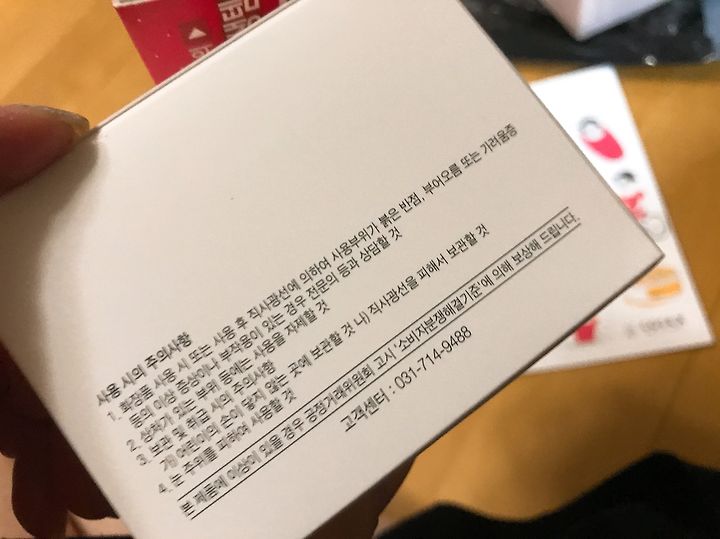 사용 시의 주의사항
1. 화장품 사용 시 또는 사용 후 직사광선에 의하여 사용부위가 붉은 반점, 부어오름 또는 가려움증
등의 이상 증상이나 부작용이 있는 경우 전문의 등과 상담할 것
2. 상처가 있는 부위 등에는 사용을 자제할 것
3. 보관 및 취급 시의 주의사항
가) 어린이의 손이 닿지 않는 곳에 보관할 것 나) 직사광선을 피해서 보관할 것
4. 눈 주위를 피하여 사용할 것
본 제품에 이상이 있을 경우 공정거래위원회 고시 '소비자분쟁해결기준'에 의해 보상해 드립니다.
고객센터 : 031-714-9488